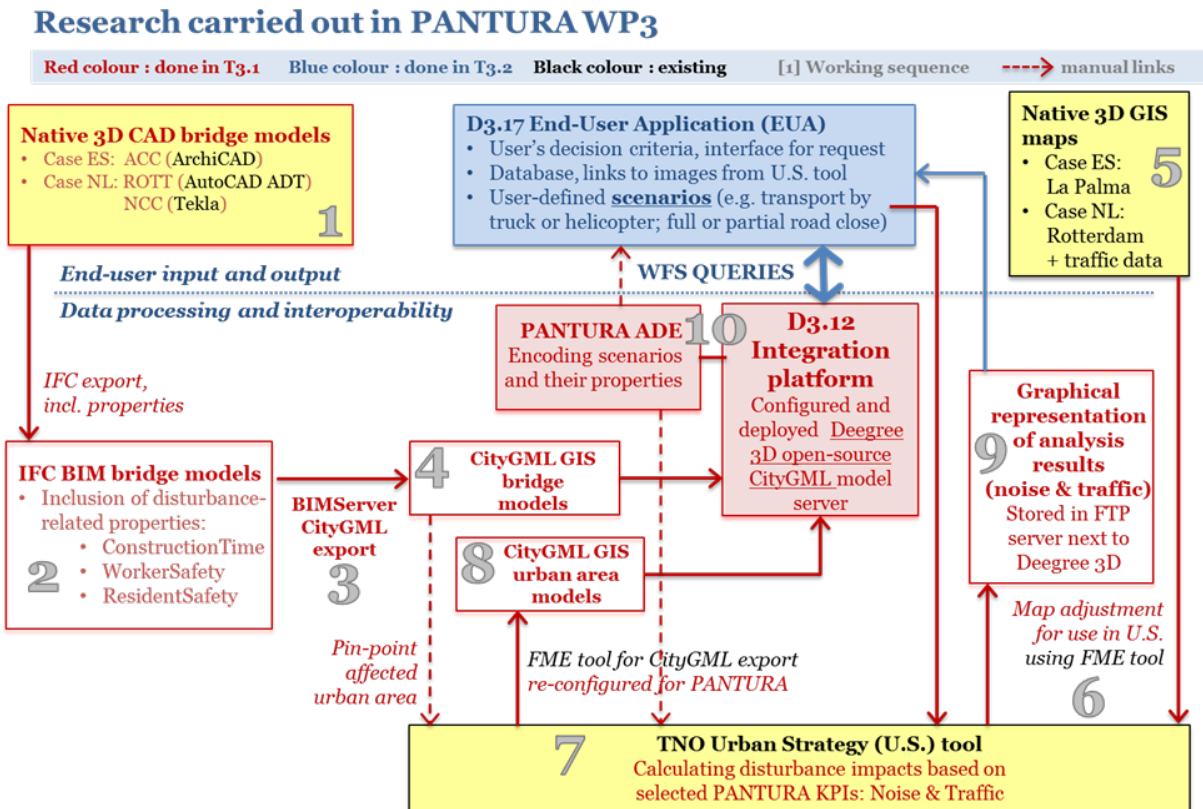 Research carried out in PANTURA WP3
Red colour : done in T3.1 Blue colour : done in T3.2 Black colour : existing [1] Working sequence manual links
Native 3D CAD bridge models
• Case ES: ACC (ArchiCAD)
• Case NL: ROTT (AutoCAD ADT)
NCC (Tekla)
1
D3.17 End-User Application (EUA)
• User's decision criteria, interface for request
• Database, links to images from U.S. tool
• User-defined scenarios (e.g. transport by
truck or helicopter; full or partial road close)
Native 3D GIS
maps
• Case ES:
La Palma
• Case NL:
Rotterdam
+ traffic data
5
End-user input and output
WFS QUERIES
Data processing and interoperability
PANTURA ADE
Encoding scenarios
and their properties
10
D3.12
Integration
platform
Configured and
deployed Deegree
3D open-source
CityGML model
server
IFC export,
incl. properties
IFC BIM bridge models
• Inclusion of disturbance-
related properties:
• ConstructionTime
• WorkerSafety
• ResidentSafety
2
BIMServer
CityGML
export
3
4
CityGML GIS
bridge
models
8
CityGML GIS
urban area
models
Graphical
representation
of analysis
results
(noise & traffic)
Stored in FTP
server next to
Deegree 3D
9
Pin-point
affected
urban area
FME tool for CityGML export
re-configured for PANTURA
Map adjustment
for use in U.S.
using FME tool
6
7
TNO Urban Strategy (U.S.) tool
Calculating disturbance impacts based on
selected PANTURA KPIs: Noise & Traffic